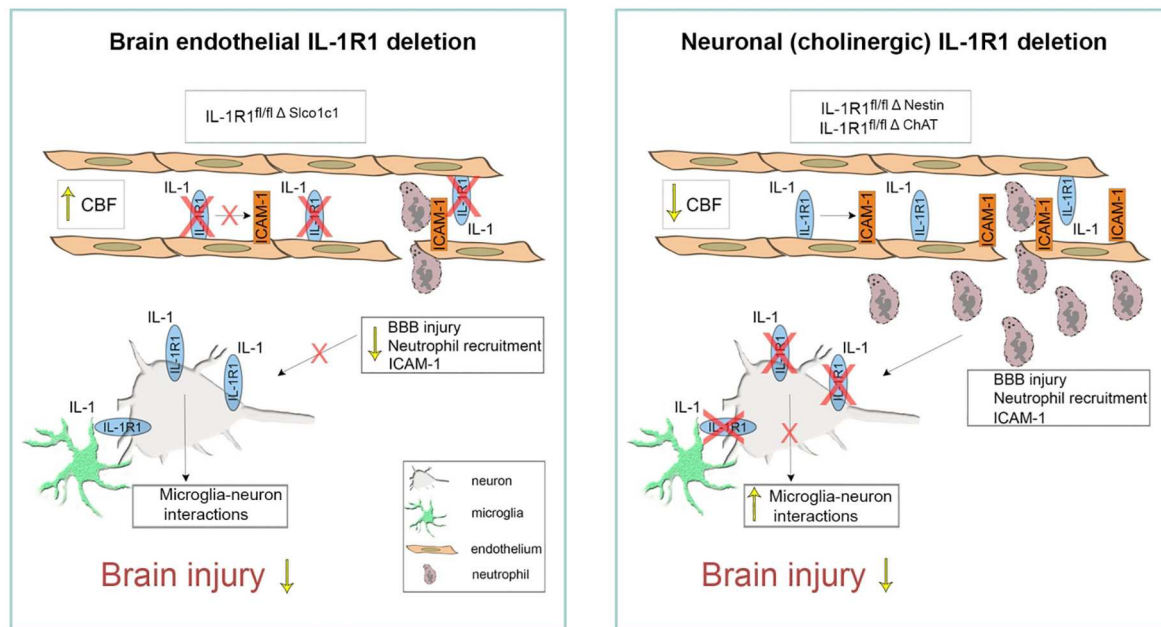 Brain endothelial IL-1R1 deletion
IL-1R1fl/fl Δ Slco1c1
CBF
IL-1
IL-1R1
ICAM-1
IL-1
IL-1R1
ICAM-1
IL-1R1
IL-1
IL-1
IL-1R1
IL-1
IL-1R1
IL-1
IL-1R1
BBB injury
Neutrophil recruitment
ICAM-1
Microglia-neuron
interactions
neuron
microglia
endothelium
neutrophil
Brain injury
Neuronal (cholinergic) IL-1R1 deletion
IL-1R1fl/fl Δ Nestin
IL-1R1fl/fl Δ ChAT
CBF
IL-1
IL-1R1
ICAM-1
IL-1
IL-1R1
ICAM-1
ICAM-1
IL-1R1
IL-1
ICAM-1
IL-1
IL-1R1
IL-1
IL-1R1
IL-1
IL-1R1
BBB injury
Neutrophil recruitment
ICAM-1
Microglia-neuron
interactions
Brain injury